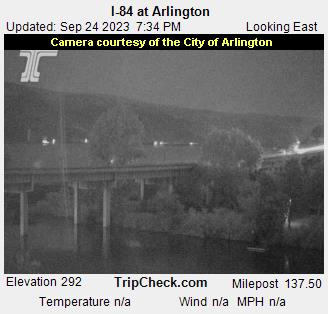 I-84 at Arlington
Updated: Sep 24 2023 7:34 PM Looking East
Camera courtesy of the City of Arlington
Elevation 292 TripCheck.com Milepost 137.50
Temperature n/a Wind n/a MPH n/a